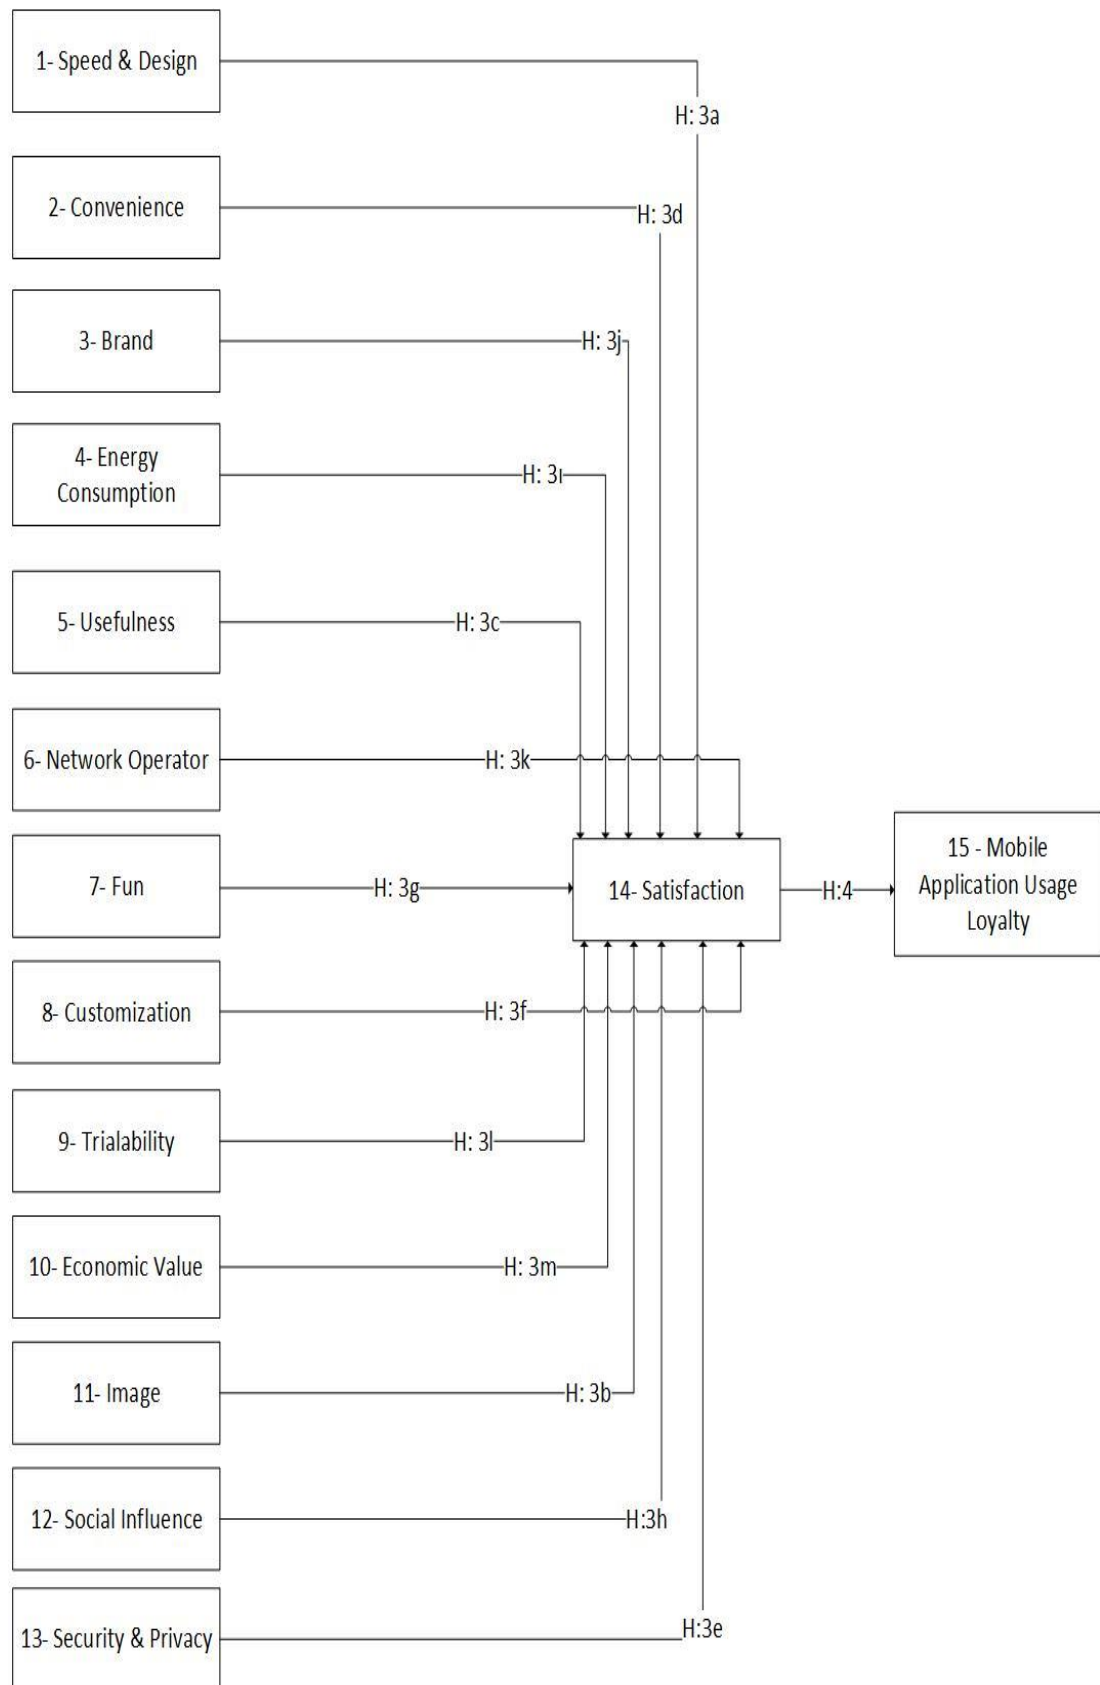 1- Speed & Design
H: 3a
2- Convenience
H: 3d
3- Brand
H: 3j
4- Energy
Consumption
H: 3ı
5- Usefulness
H: 3c
6- Network Operator
H: 3k
7- Fun
H: 3g
14- Satisfaction
H:4
15 - Mobile
Application Usage
Loyalty
8- Customization
H: 3f
9- Trialability
H: 3l
10- Economic Value
H: 3m
11- Image
H: 3b
12- Social Influence
H:3h
13- Security & Privacy
H:3e